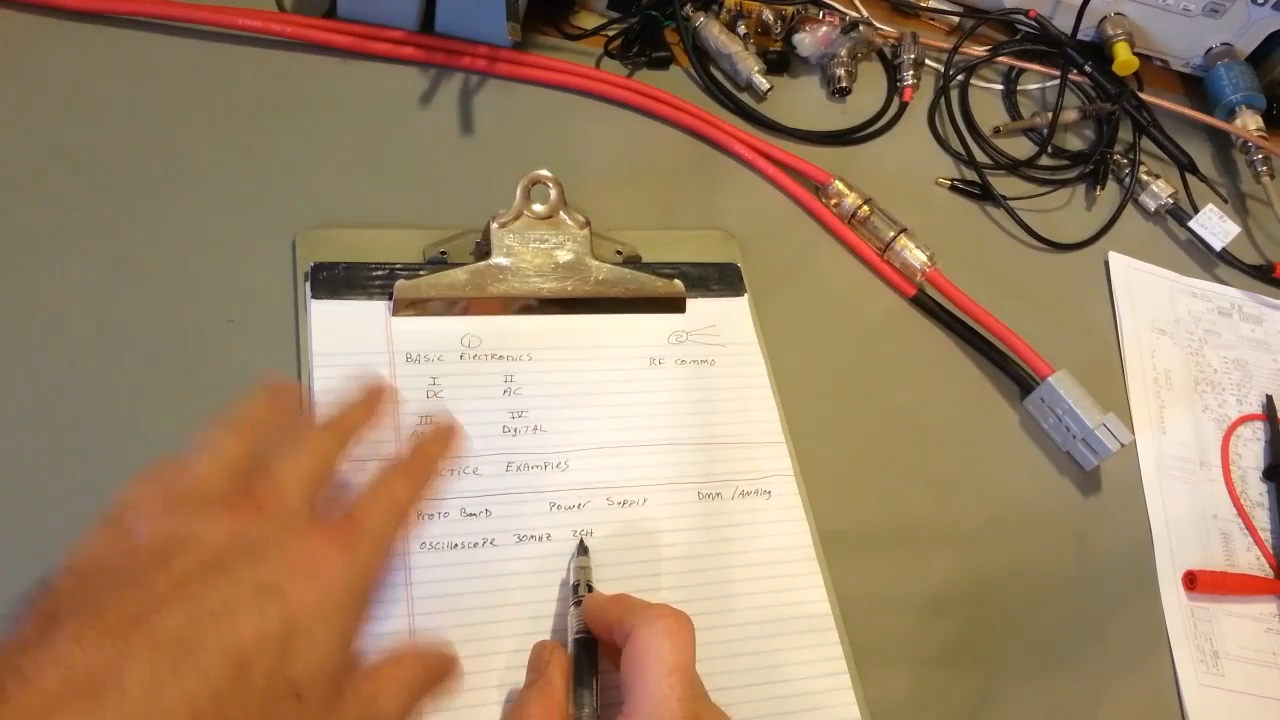 ① ②
BASIC ELECTRONICS RF COMMO
I II
DC AC
III IV
DIGITAL
EXAMPLES
PROTO BOARD POWER SUPPLY DMM / ANALOG
OSCILLOSCOPE 30MHZ 2CH